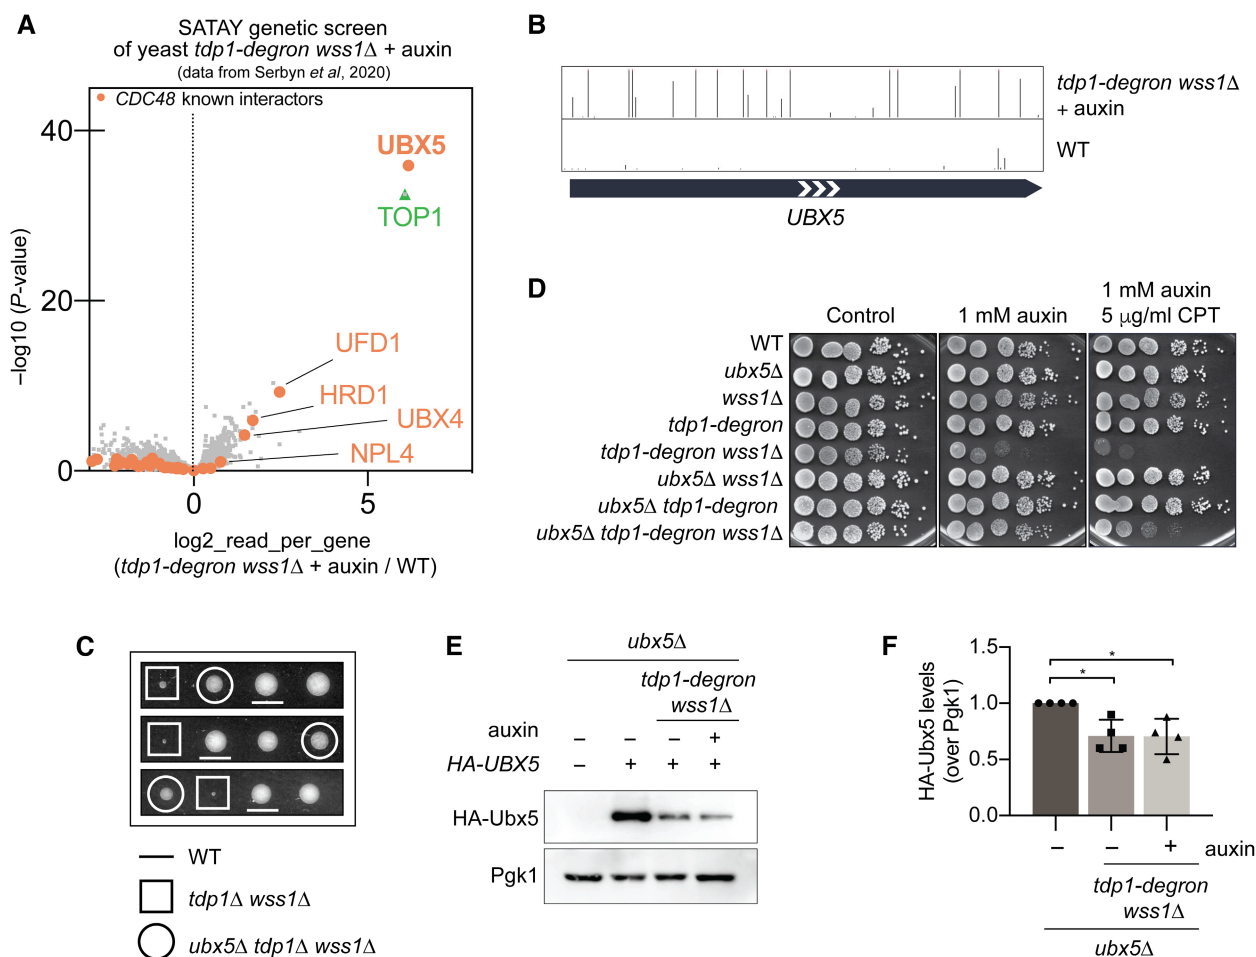 A
SATAY genetic screen
of yeast tdp1-degron wss1Δ + auxin
(data from Serbyn et al, 2020)
CDC48 known interactors
40
20
0
UBX5
TOP1
UFD1
HRD1
UBX4
NPL4
0
5
–log10 (P-value)
log2_read_per_gene
(tdp1-degron wss1Δ + auxin / WT)
B
tdp1-degron wss1Δ
+ auxin
WT
UBX5
D
Control
1 mM auxin
1 mM auxin
5 μg/ml CPT
WT
ubx5Δ
wss1Δ
tdp1-degron
tdp1-degron wss1Δ
ubx5Δ wss1Δ
ubx5Δ tdp1-degron
ubx5Δ tdp1-degron wss1Δ
C
WT
tdp1Δ wss1Δ
ubx5Δ tdp1Δ wss1Δ
E
ubx5Δ
tdp1-degron
wss1Δ
auxin – – – +
HA-UBX5 – + + +
HA-Ubx5
Pgk1
F
HA-Ubx5 levels
(over Pgk1)
1.5
1.0
0.5
0.0
*
*
– – + auxin
tdp1-degron
wss1Δ
ubx5Δ